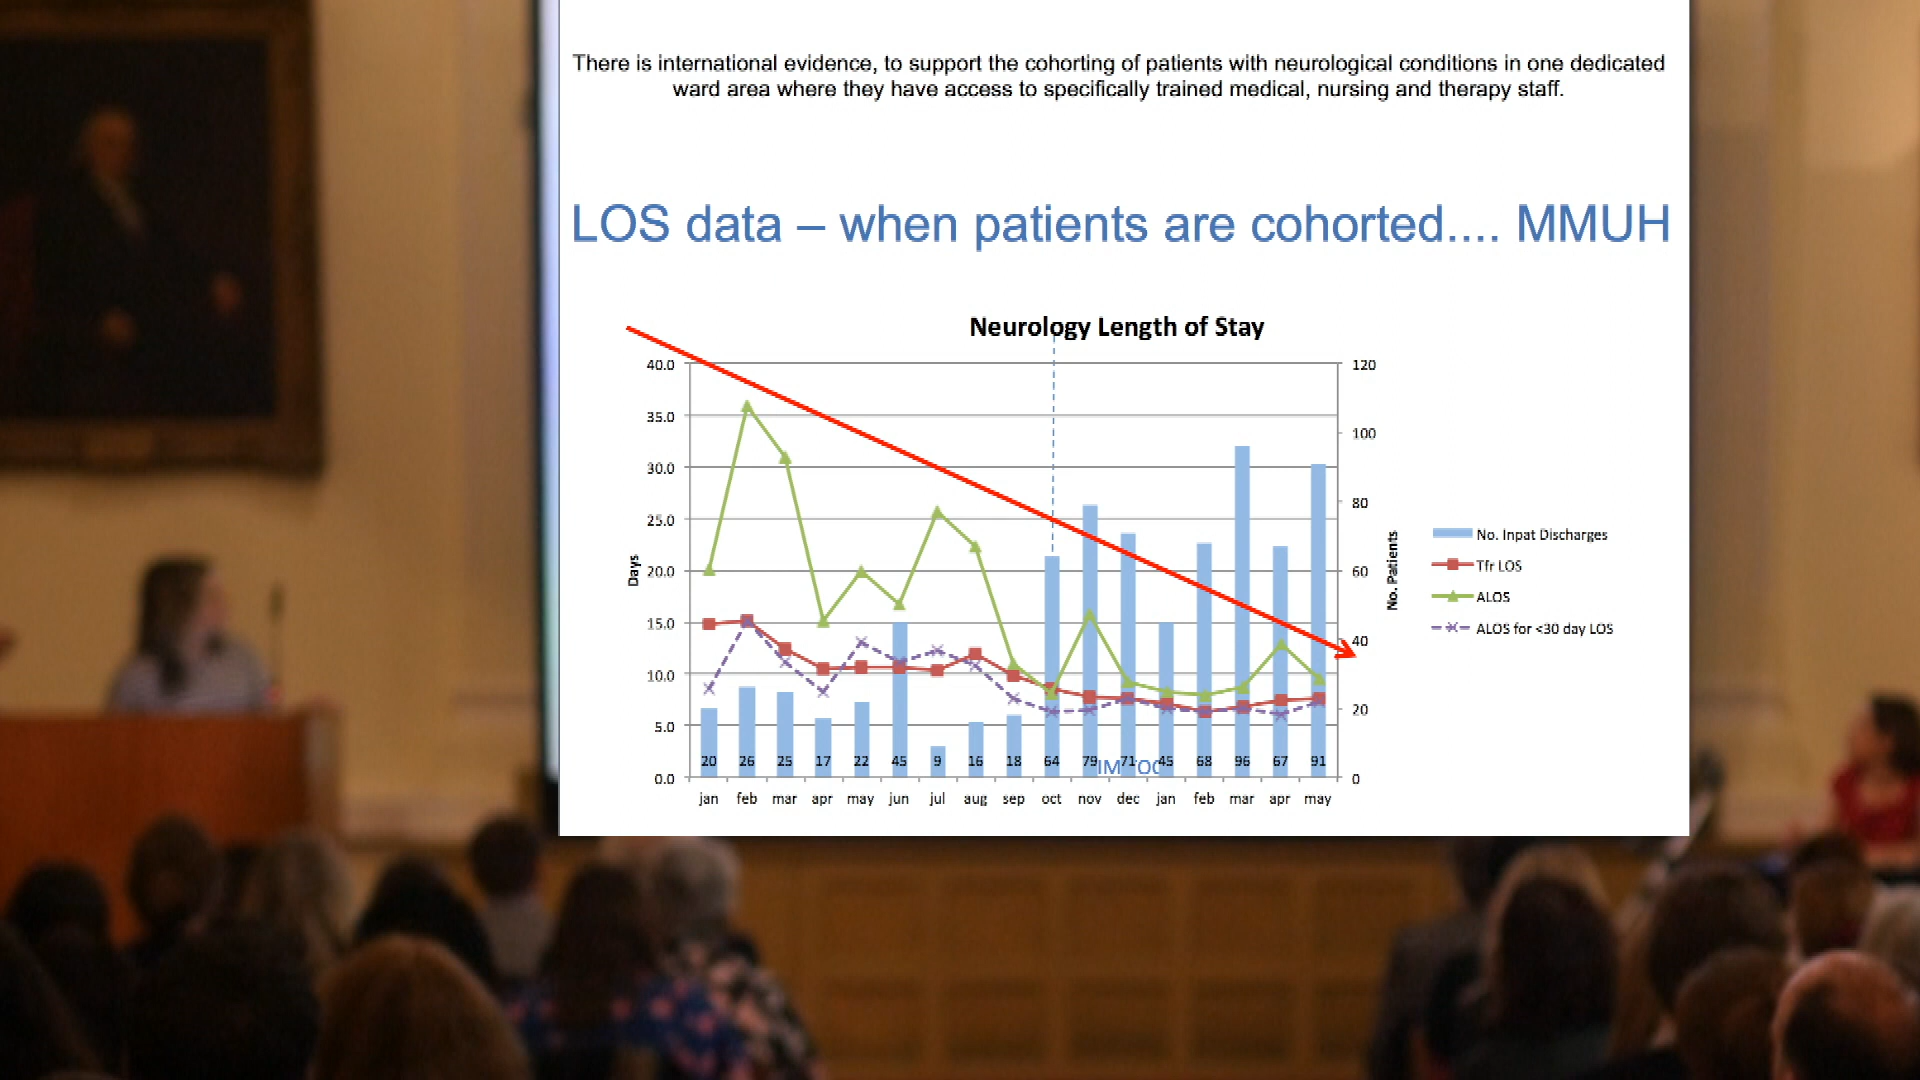 There is international evidence, to support the cohorting of patients with neurological conditions in one dedicated
ward area where they have access to specifically trained medical, nursing and therapy staff.
LOS data – when patients are cohorted.... MMUH
Neurology Length of Stay
40.0
35.0
30.0
25.0
20.0
15.0
10.0
5.0
0.0
Days
120
100
80
60
40
20
0
No. Patients
20 26 25 17 22 45 9 16 18 64 79 71 45 68 96 67 91
jan feb mar apr may jun jul aug sep oct nov dec jan feb mar apr may
No. Inpat Discharges
Tfr LOS
ALOS
ALOS for <30 day LOS